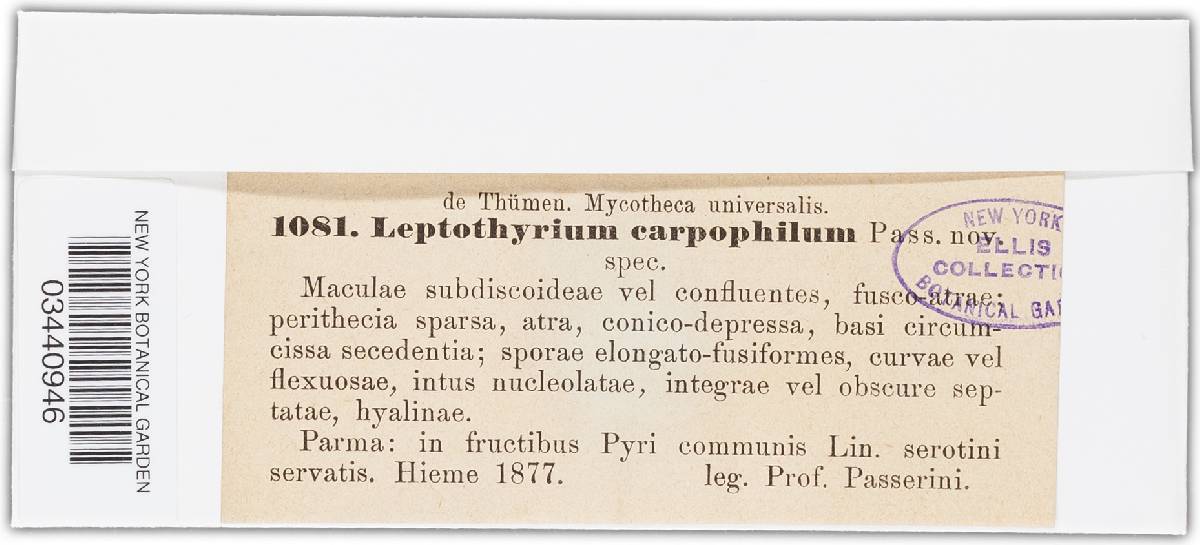 de Thümen. Mycotheca universalis.
1081. Leptothyrium carpophilum Pass. nov.
spec.
Maculae subdiscoideae vel confluentes, fusco-atrae;
perithecia sparsa, atra, conico-depressa, basi circum-
cissa secedentia; sporae elongato-fusiformes, curvae vel
flexuosae, intus nucleolatae, integrae vel obscure sep-
tatae, hyalinae.
Parma: in fructibus Pyri communis Lin. serotini
servatis. Hieme 1877. leg. Prof. Passerini.
NEW YORK
ELLIS
COLLECTIO
BOTANICAL GAR
NEW YORK BOTANICAL GARDEN
03440946